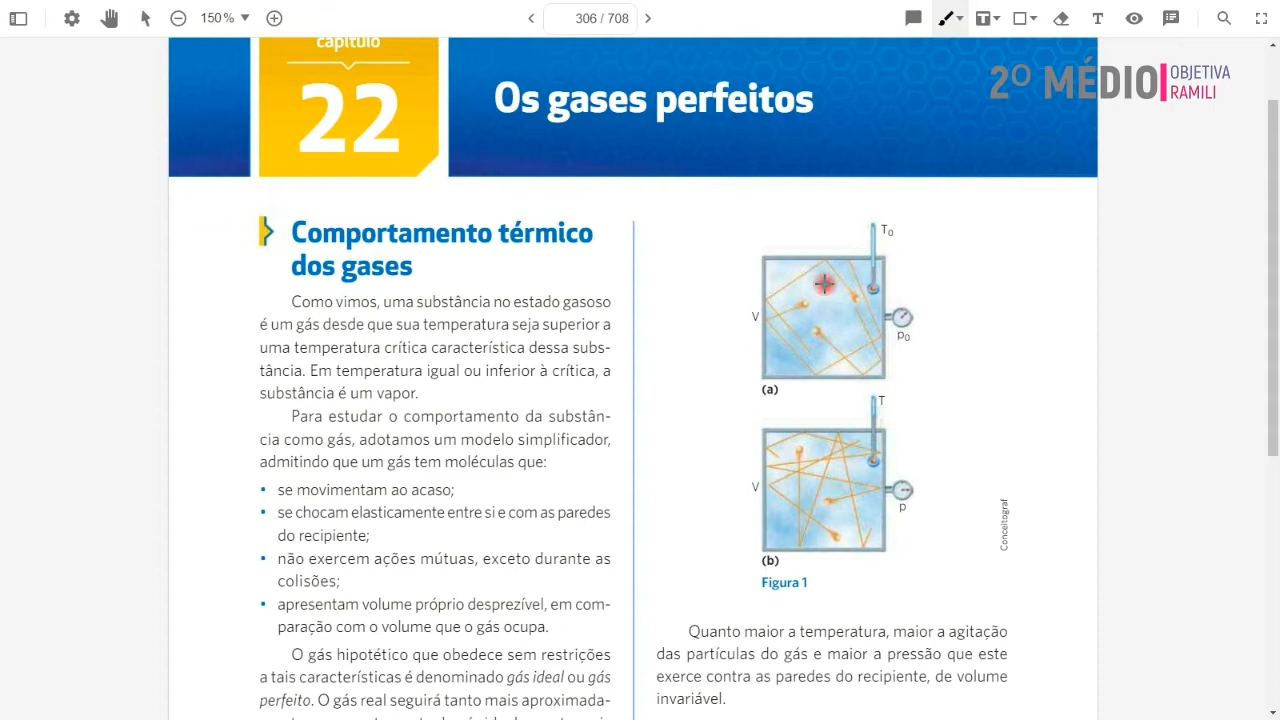 150%
306 / 708
T
2º MÉDIO
OBJETIVA
RAMILI
capítulo
22
Os gases perfeitos
Comportamento térmico
dos gases
Como vimos, uma substância no estado gasoso
é um gás desde que sua temperatura seja superior a
uma temperatura crítica característica dessa subs-
tância. Em temperatura igual ou inferior à crítica, a
substância é um vapor.
Para estudar o comportamento da substân-
cia como gás, adotamos um modelo simplificador,
admitindo que um gás tem moléculas que:
• se movimentam ao acaso;
• se chocam elasticamente entre si e com as paredes
do recipiente;
• não exercem ações mútuas, exceto durante as
colisões;
• apresentam volume próprio desprezível, em com-
paração com o volume que o gás ocupa.
O gás hipotético que obedece sem restrições
a tais características é denominado gás ideal ou gás
perfeito. O gás real seguirá tanto mais aproximada-
T₀
V
p₀
(a)
T
V
p
(b)
Conceitograf
Figura 1
Quanto maior a temperatura, maior a agitação
das partículas do gás e maior a pressão que este
exerce contra as paredes do recipiente, de volume
invariável.